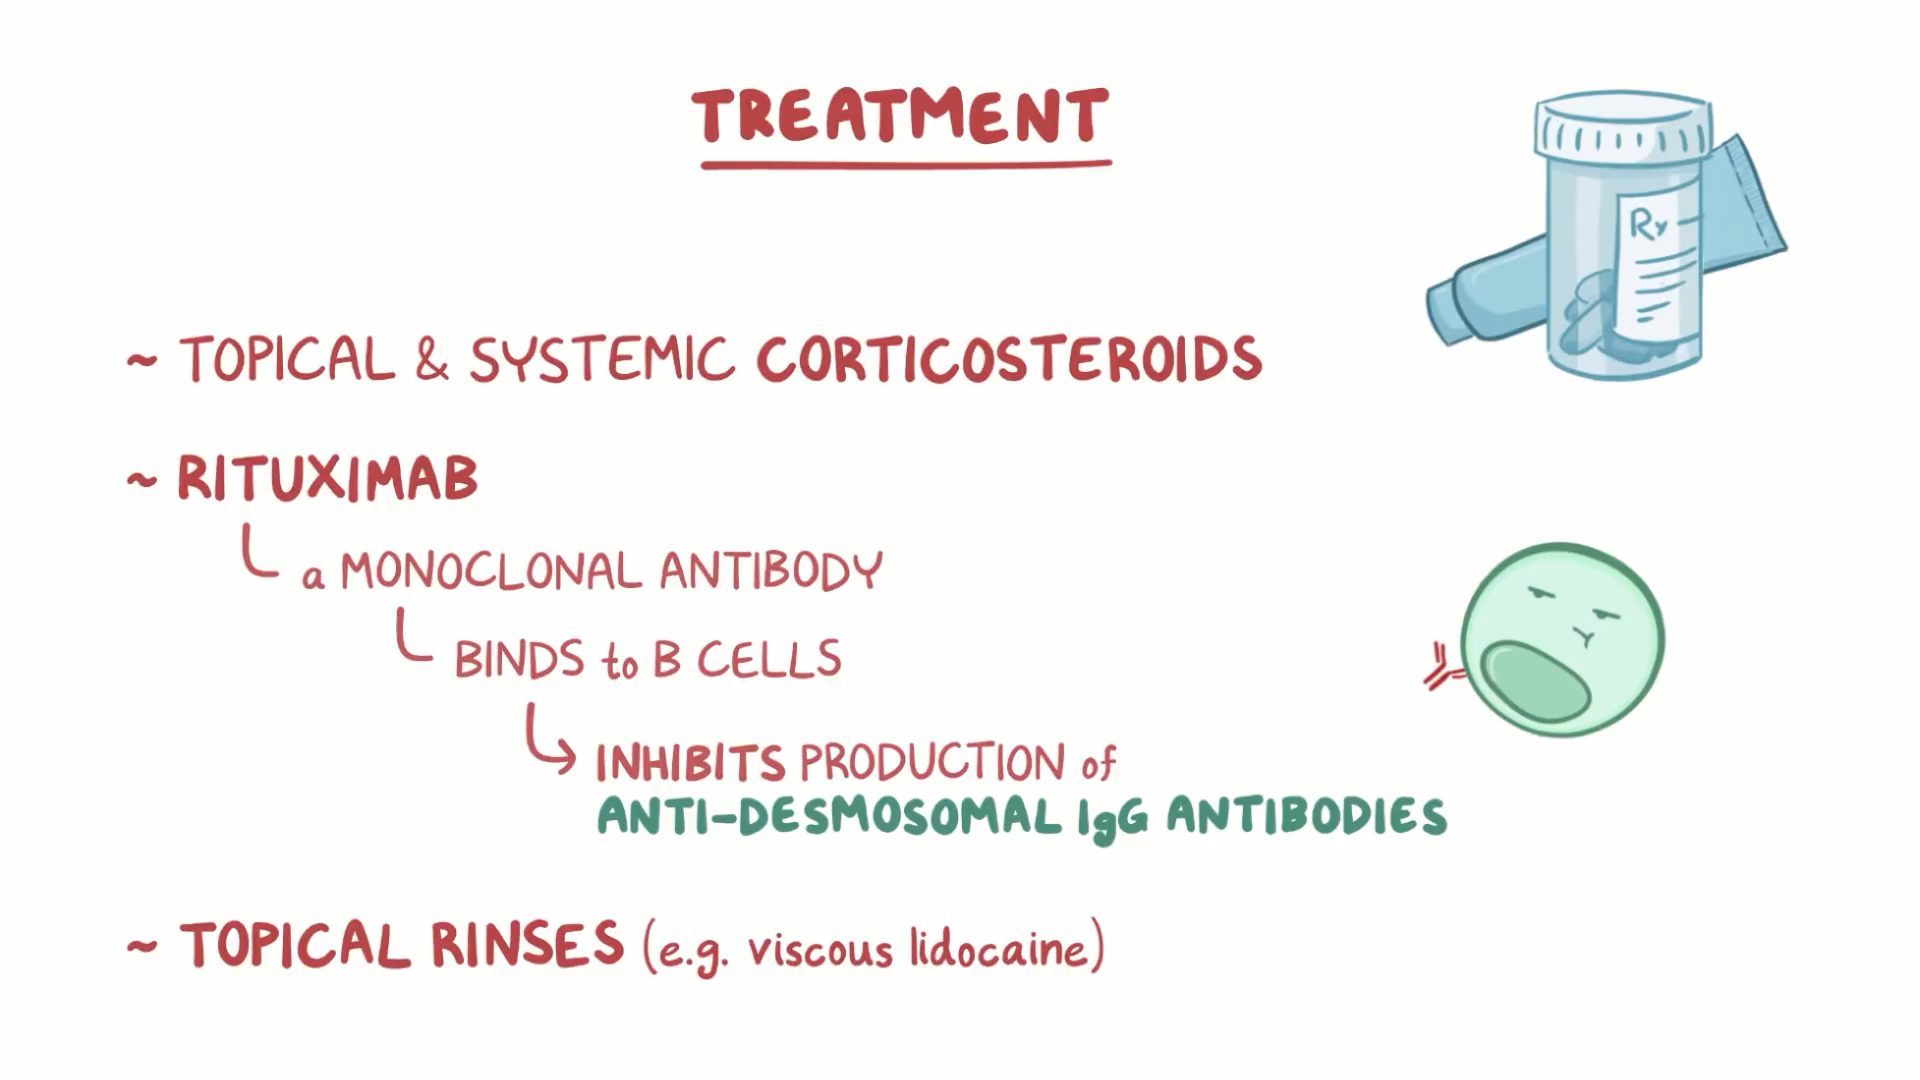 TREATMENT
Rx
~ TOPICAL & SYSTEMIC CORTICOSTEROIDS
~ RITUXIMAB
a MONOCLONAL ANTIBODY
BINDS to B CELLS
INHIBITS PRODUCTION of
ANTI-DESMOSOMAL IgG ANTIBODIES
~ TOPICAL RINSES (e.g. viscous lidocaine)